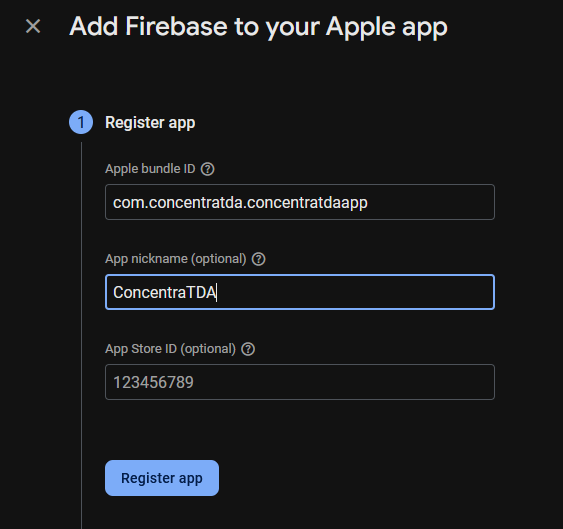 Add Firebase to your Apple app
1 Register app
Apple bundle ID
com.concentratda.concentratdaapp
App nickname (optional)
ConcentraTDA
App Store ID (optional)
123456789
Register app